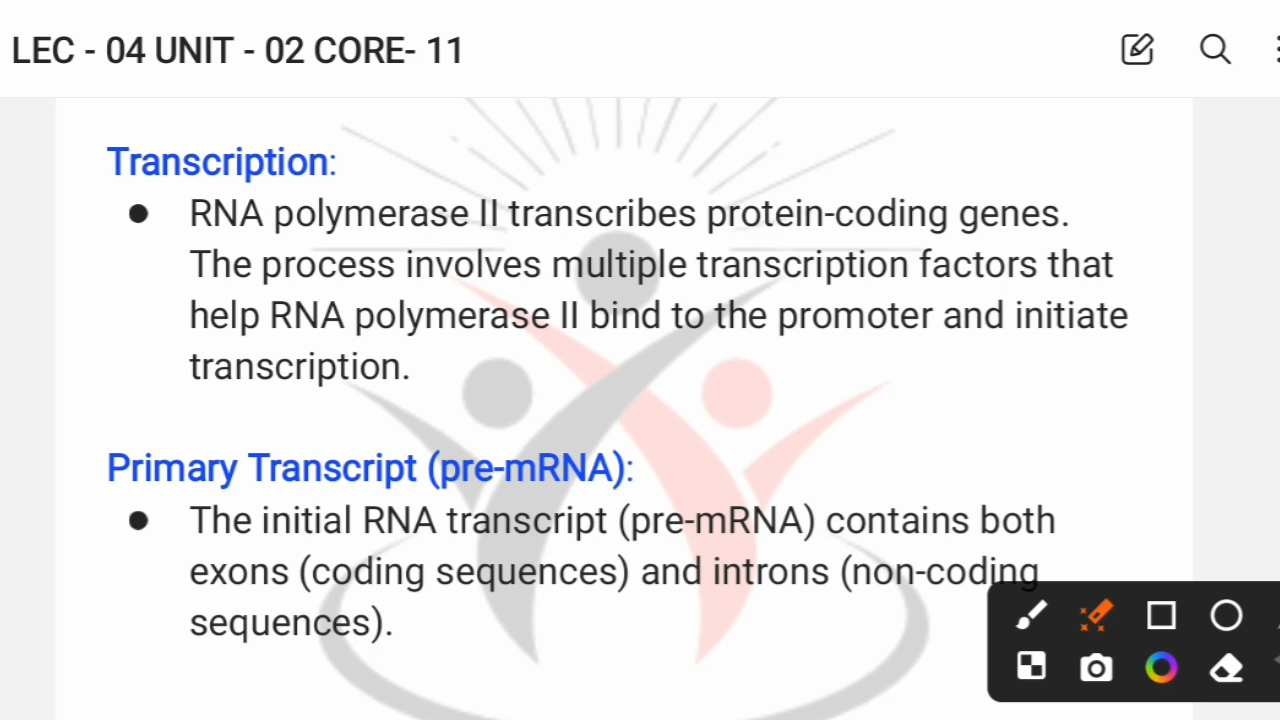 LEC - 04 UNIT - 02 CORE- 11
Transcription:
● RNA polymerase II transcribes protein-coding genes.
The process involves multiple transcription factors that
help RNA polymerase II bind to the promoter and initiate
transcription.
Primary Transcript (pre-mRNA):
● The initial RNA transcript (pre-mRNA) contains both
exons (coding sequences) and introns (non-coding
sequences).